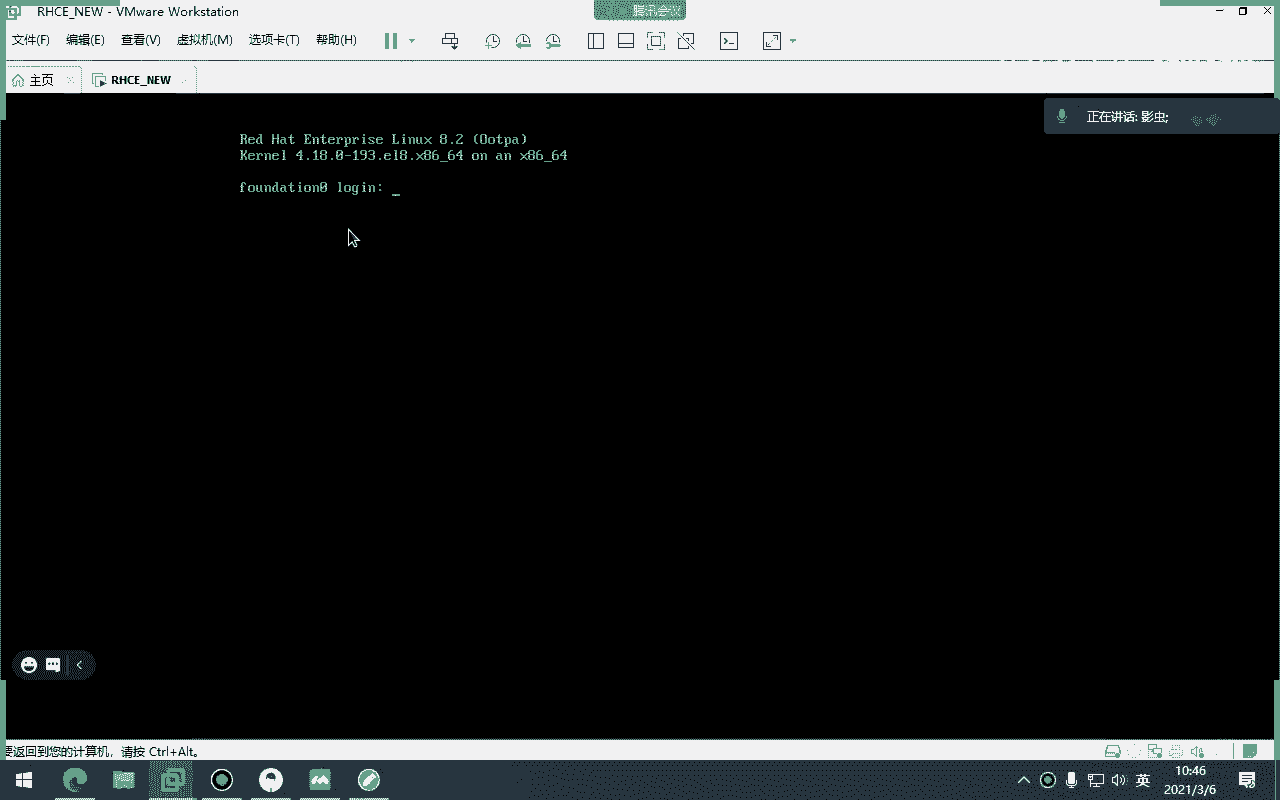 RHCE_NEW - VMware Workstation
腾讯会议
文件(F) 编辑(E) 查看(V) 虚拟机(M) 选项卡(T) 帮助(H)
主页 RHCE_NEW
正在讲话: 影虫;
Red Hat Enterprise Linux 8.2 (Ootpa)
Kernel 4.18.0-193.el8.x86_64 on an x86_64
foundation0 login: _
要返回到您的计算机，请按 Ctrl+Alt。
英
10:46
2021/3/6